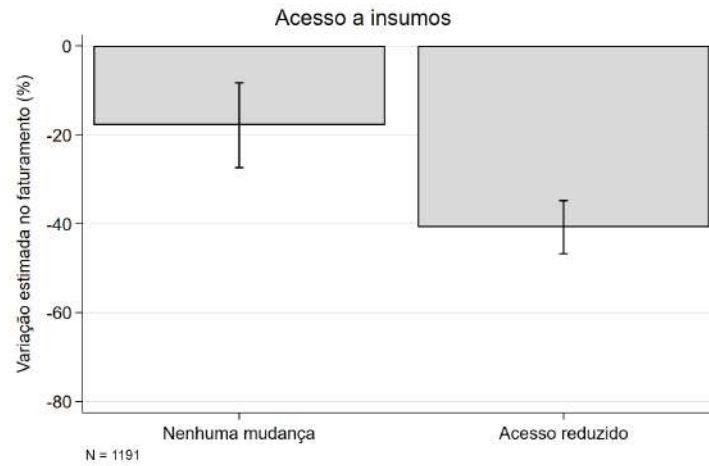 Acesso a insumos
Variação estimada no faturamento (%)
0
-20
-40
-60
-80
Nenhuma mudança
Acesso reduzido
N = 1191